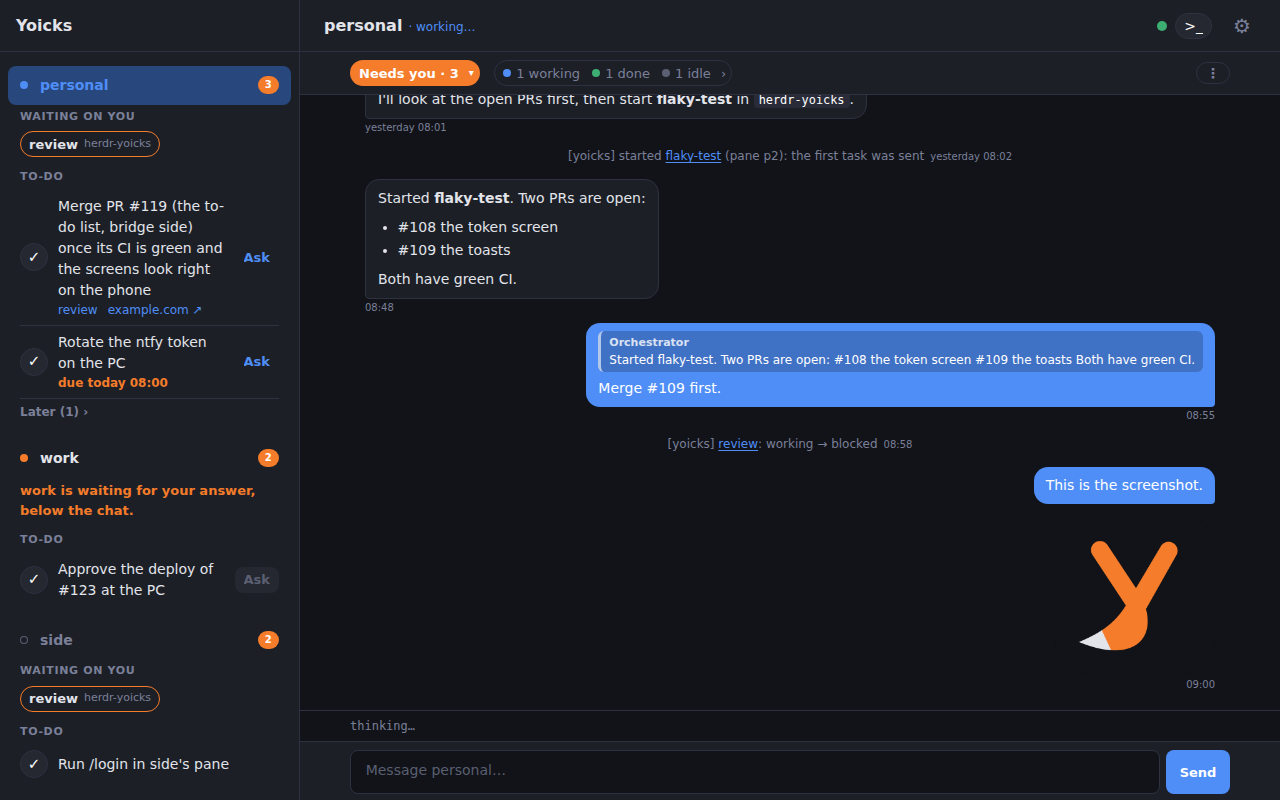 Yoicks
personal
3
WAITING ON YOU
review herdr-yoicks
TO-DO
Merge PR #119 (the to-
do list, bridge side)
once its CI is green and
the screens look right
on the phone
review example.com ↗
✓
Ask
Rotate the ntfy token
on the PC
due today 08:00
✓
Ask
Later (1) ›
work
2
work is waiting for your answer,
below the chat.
TO-DO
✓
Approve the deploy of
#123 at the PC
Ask
side
2
WAITING ON YOU
review herdr-yoicks
TO-DO
✓ Run /login in side's pane
personal · working…
>_
Needs you · 3 ▾
1 working 1 done 1 idle ›
I'll look at the open PRs first, then start flaky-test in herdr-yoicks.
yesterday 08:01
[yoicks] started flaky-test (pane p2): the first task was sent yesterday 08:02
Started flaky-test. Two PRs are open:
• #108 the token screen
• #109 the toasts
Both have green CI.
08:48
Orchestrator
Started flaky-test. Two PRs are open: #108 the token screen #109 the toasts Both have green CI.
Merge #109 first.
08:55
[yoicks] review: working → blocked 08:58
This is the screenshot.
09:00
thinking…
Message personal…
Send